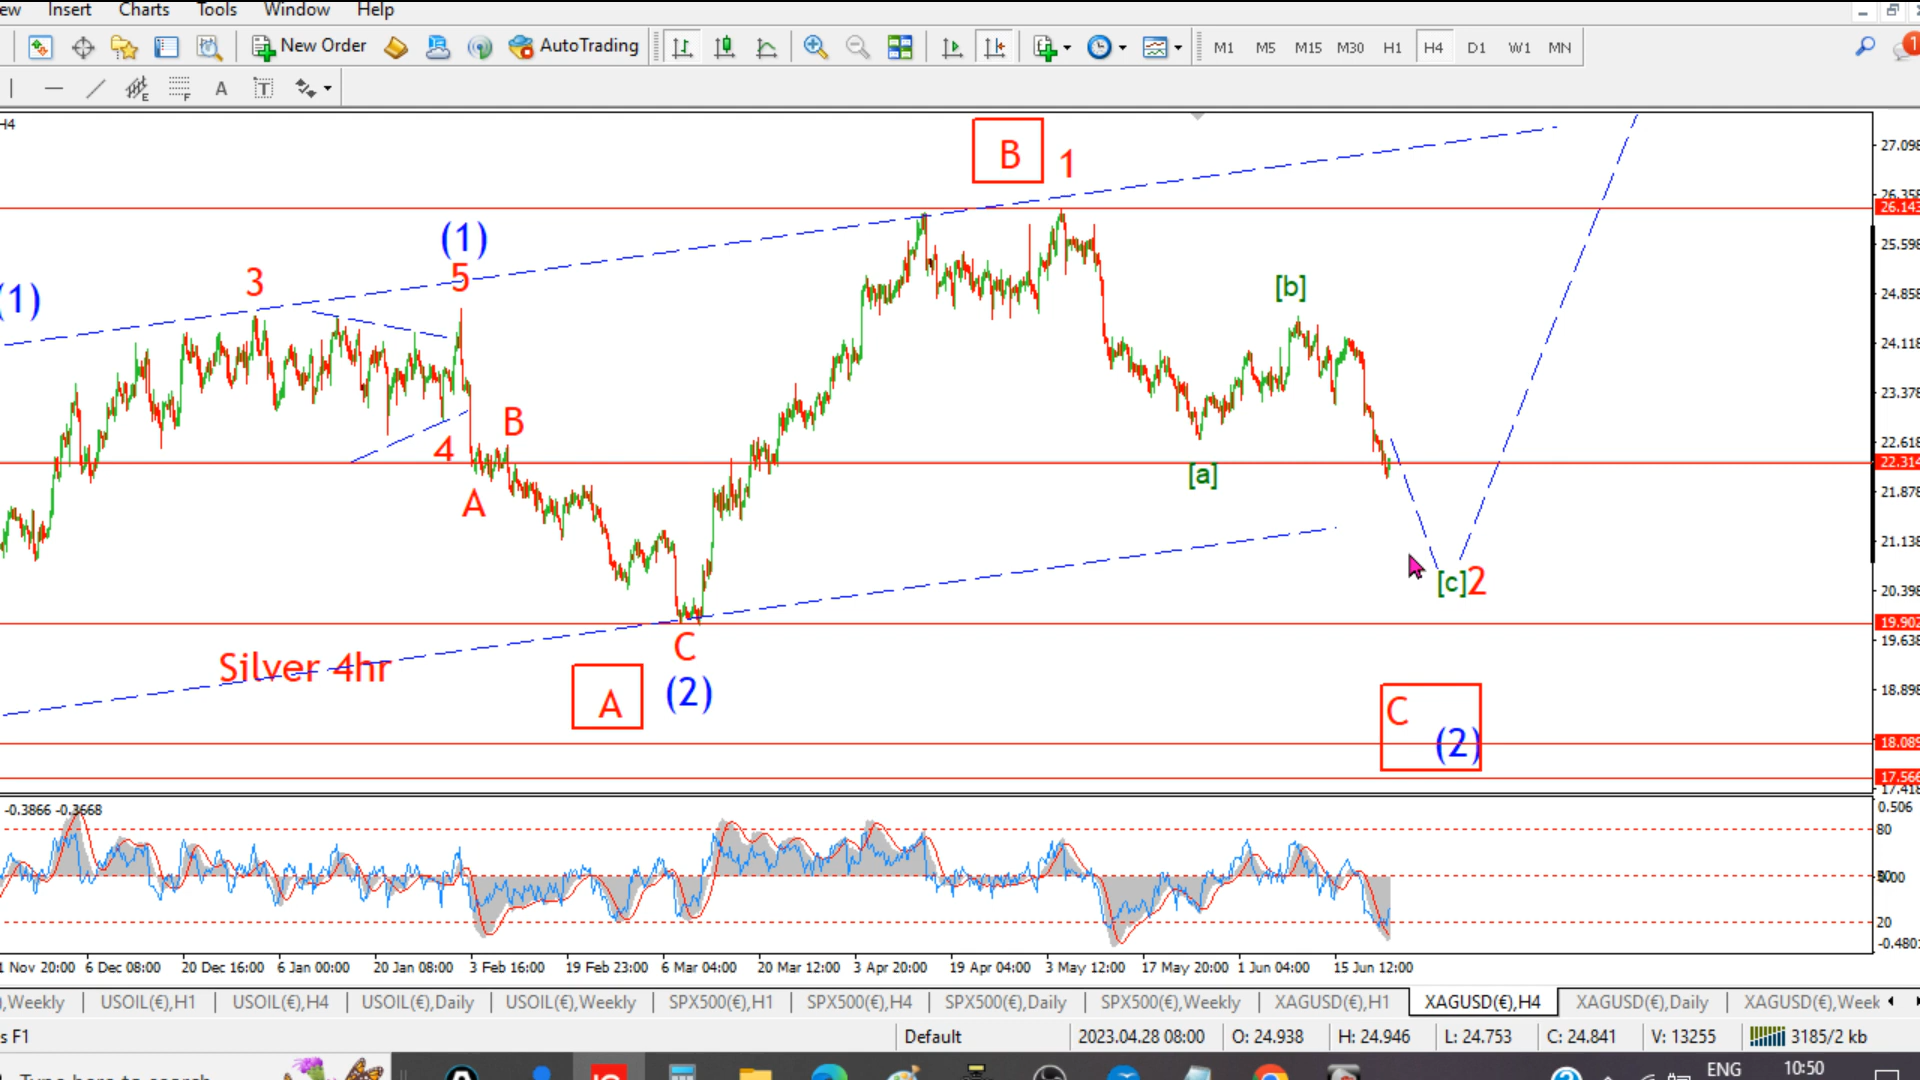 ew Insert Charts Tools Window Help
New Order AutoTrading M1 M5 M15 M30 H1 H4 D1 W1 MN 1
E F A T
H4
B 1
27.098
26.358
26.143
(1)
25.598
3 5
[b]
(1)
24.858
24.118
23.378
B
4
22.618
22.314
[a]
A
21.878
21.138
[c]2
20.398
19.902
C
19.638
Silver 4hr
A (2)
18.898
C
(2)
18.089
17.566
17.418
-0.3866 -0.3668
0.506
80
20
-0.480
1 Nov 20:00 6 Dec 08:00 20 Dec 16:00 6 Jan 00:00 20 Jan 08:00 3 Feb 16:00 19 Feb 23:00 6 Mar 04:00 20 Mar 12:00 3 Apr 20:00 19 Apr 04:00 3 May 12:00 17 May 20:00 1 Jun 04:00 15 Jun 12:00
),Weekly USOIL(€),H1 USOIL(€),H4 USOIL(€),Daily USOIL(€),Weekly SPX500(€),H1 SPX500(€),H4 SPX500(€),Daily SPX500(€),Weekly XAGUSD(€),H1 XAGUSD(€),H4 XAGUSD(€),Daily XAGUSD(€),Week
s F1 Default 2023.04.28 08:00 O: 24.938 H: 24.946 L: 24.753 C: 24.841 V: 13255 3185/2 kb
Type here to search ENG 10:50